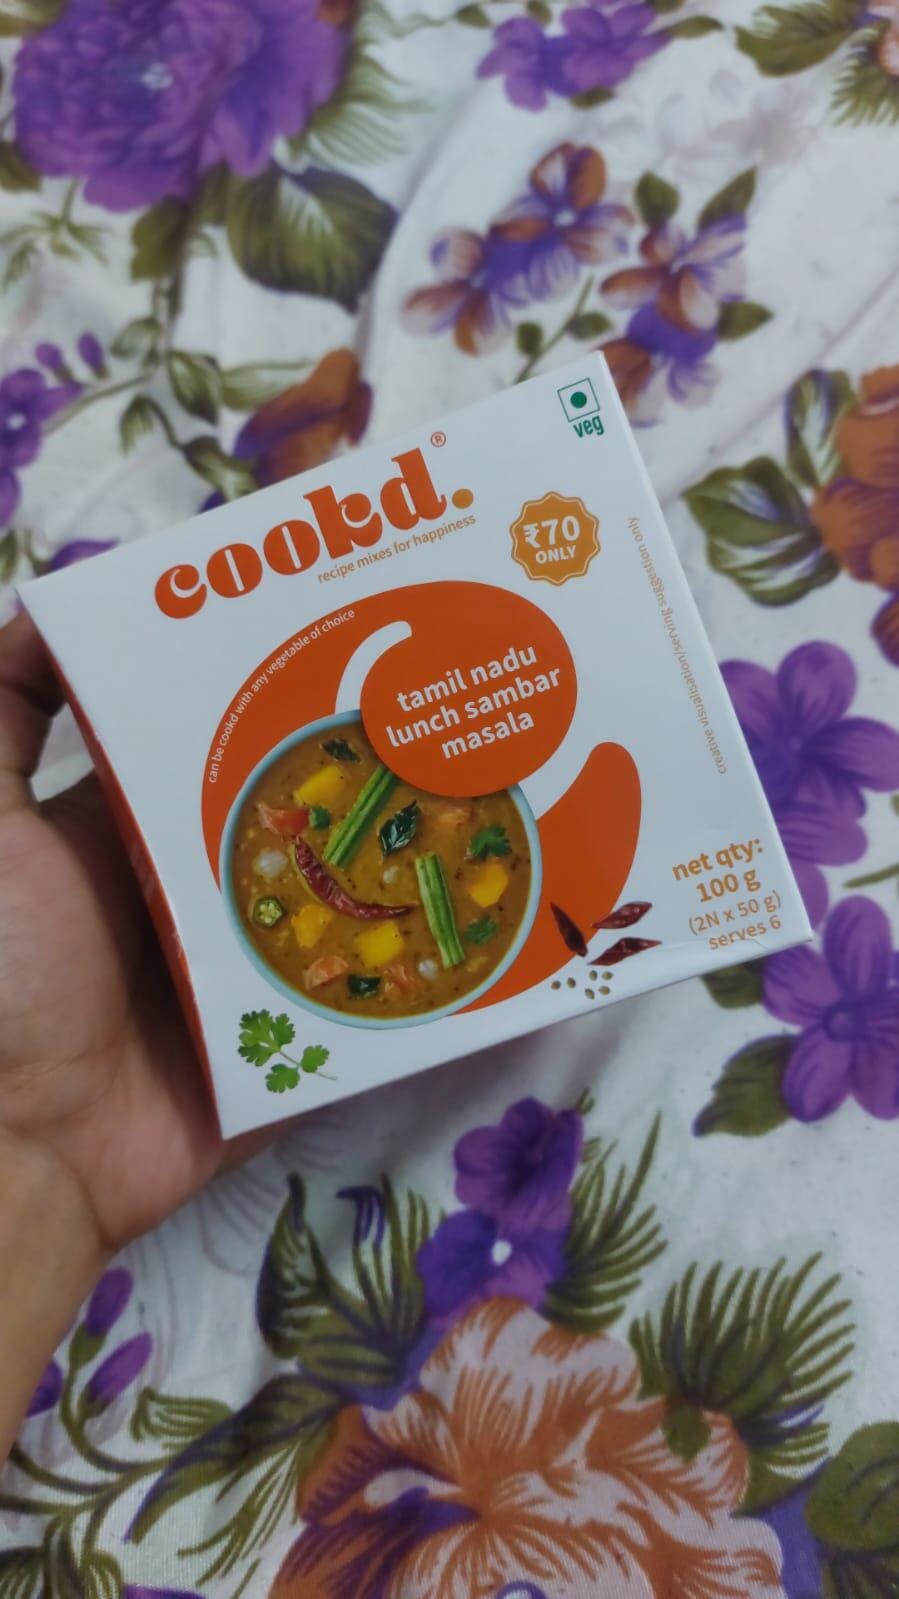 veg
cookd.®
recipe mixes for happiness
₹70
ONLY
can be cookd with any vegetable of choice
tamil nadu
lunch sambar
masala
creative visualisation/serving suggestion only
net qty:
100 g
(2N x 50 g)
serves 6